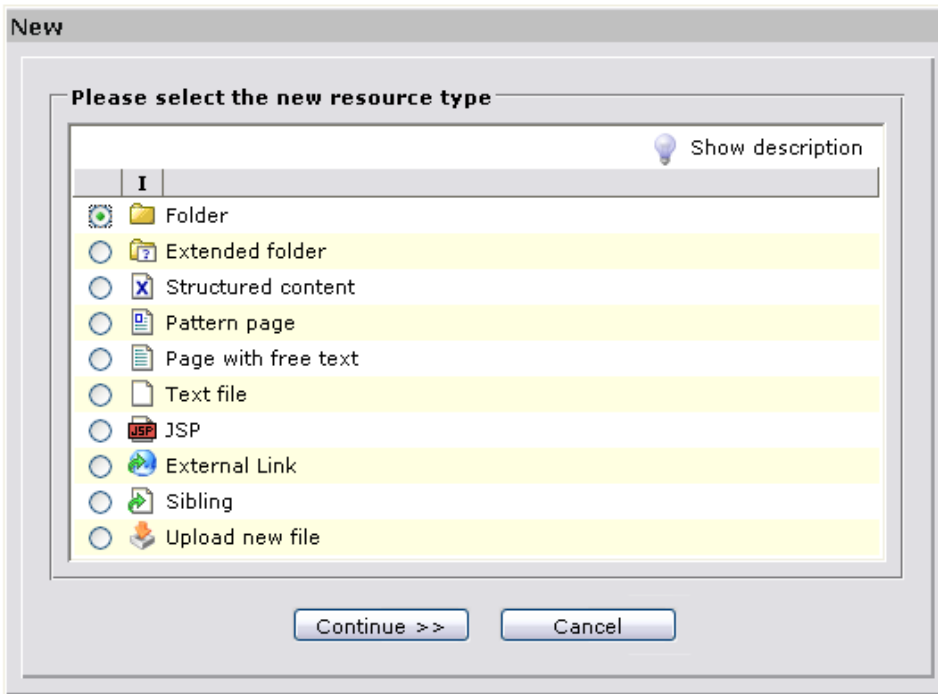 New
Please select the new resource type
Show description
I
Folder
? Extended folder
X Structured content
Pattern page
Page with free text
Text file
JSP JSP
External Link
Sibling
Upload new file
Continue >> Cancel